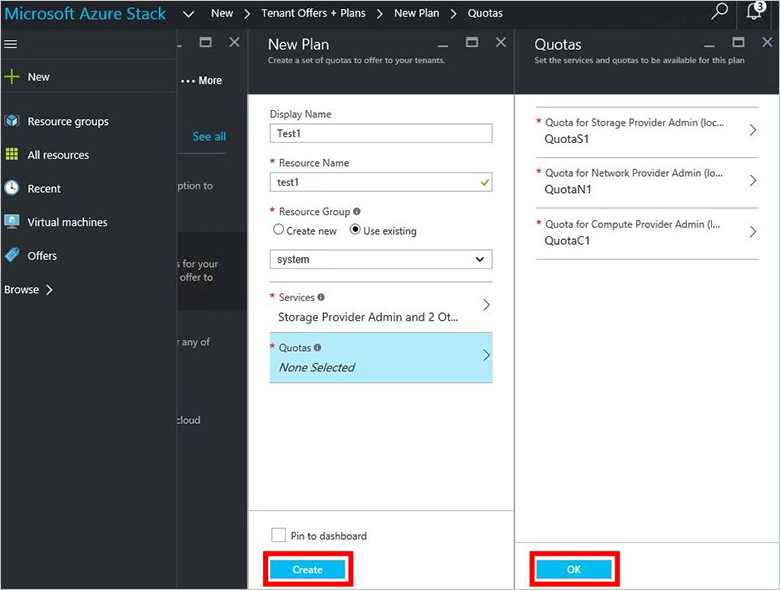 Microsoft Azure Stack New Tenant Offers + Plans New Plan Quotas 3
New
Resource groups
All resources
Recent
Virtual machines
Offers
Browse
••• More
See all
ption to
s for your
offer to
r any of
cloud
New Plan
Create a set of quotas to offer to your tenants.
Display Name
Test1
* Resource Name
test1
* Resource Group
Create new Use existing
system
* Services
Storage Provider Admin and 2 Ot...
* Quotas
None Selected
Pin to dashboard
Create
Quotas
Set the services and quotas to be available for this plan
* Quota for Storage Provider Admin (loc...
QuotaS1
* Quota for Network Provider Admin (lo...
QuotaN1
* Quota for Compute Provider Admin (l...
QuotaC1
OK